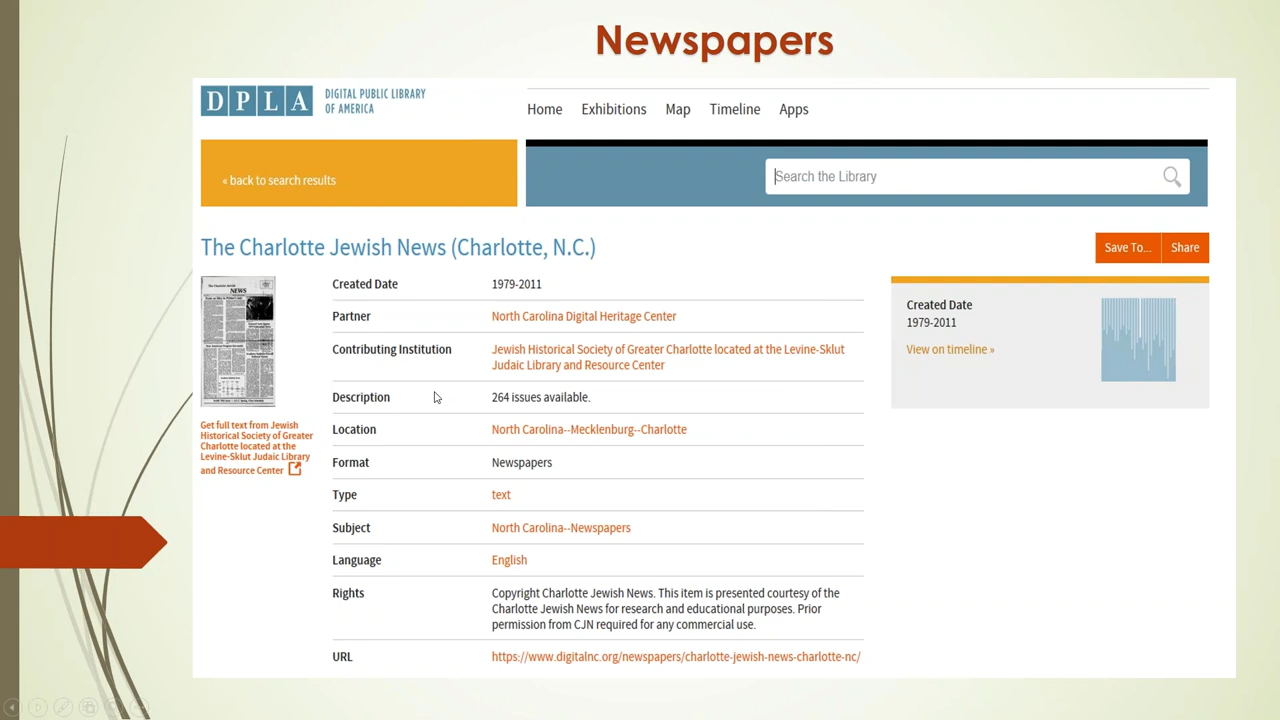 Newspapers
DPLA
DIGITAL PUBLIC LIBRARY
OF AMERICA
Home Exhibitions Map Timeline Apps
« back to search results
Search the Library
The Charlotte Jewish News (Charlotte, N.C.)
Save To... Share
NEWS
Get full text from Jewish
Historical Society of Greater
Charlotte located at the
Levine-Sklut Judaic Library
and Resource Center
Created Date 1979-2011
Partner North Carolina Digital Heritage Center
Contributing Institution Jewish Historical Society of Greater Charlotte located at the Levine-Sklut
Judaic Library and Resource Center
Description 264 issues available.
Location North Carolina--Mecklenburg--Charlotte
Format Newspapers
Type text
Subject North Carolina--Newspapers
Language English
Rights Copyright Charlotte Jewish News. This item is presented courtesy of the
Charlotte Jewish News for research and educational purposes. Prior
permission from CJN required for any commercial use.
URL https://www.digitalnc.org/newspapers/charlotte-jewish-news-charlotte-nc/
Created Date
1979-2011
View on timeline »